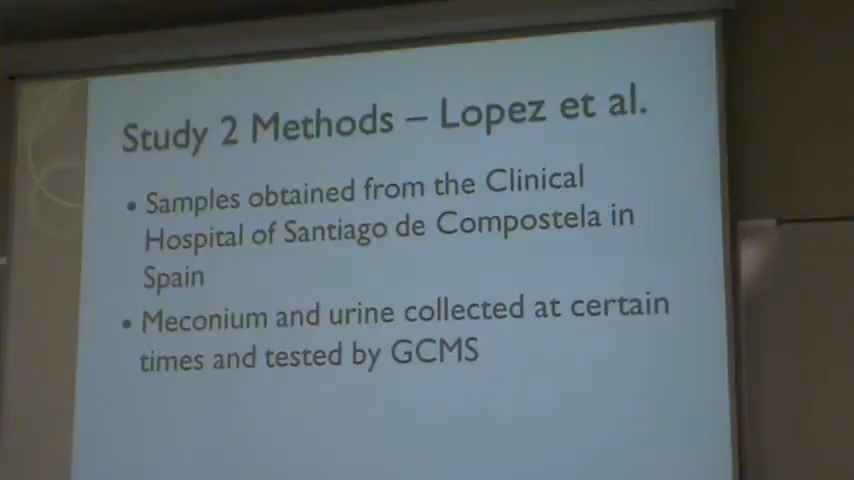 Study 2 Methods – Lopez et al.
• Samples obtained from the Clinical
Hospital of Santiago de Compostela in
Spain
• Meconium and urine collected at certain
times and tested by GCMS